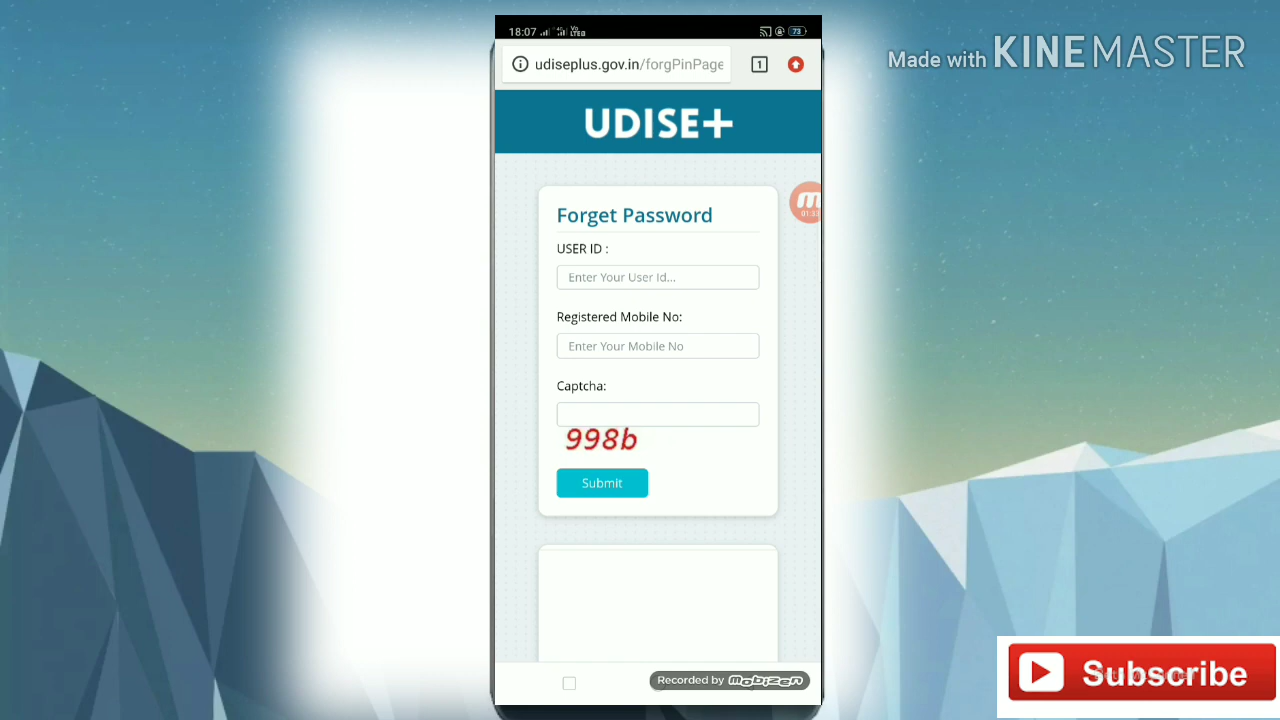 18:07
73
Made with KINEMASTER
udiseplus.gov.in/forgPinPage
1
UDISE+
Forget Password
USER ID :
Enter Your User Id...
Registered Mobile No:
Enter Your Mobile No
Captcha:
998b
Submit
Recorded by mobizen
Subscribe